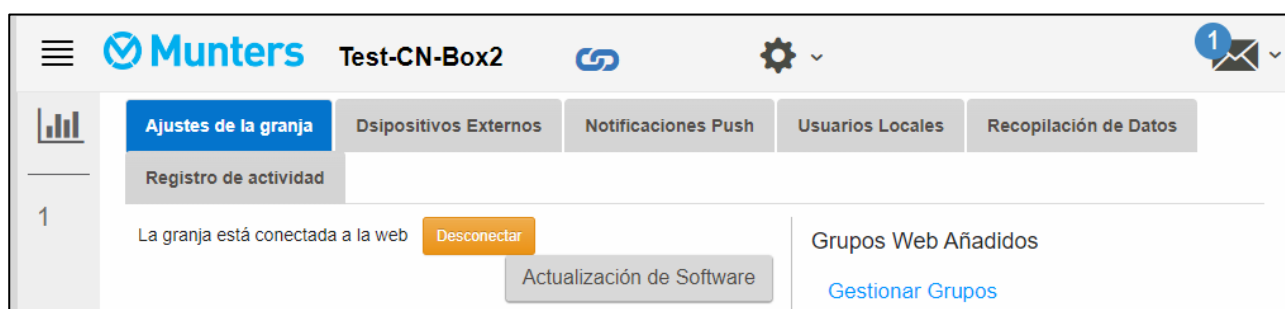 Munters Test-CN-Box2 1
Ajustes de la granja Dsipositivos Externos Notificaciones Push Usuarios Locales Recopilación de Datos
Registro de actividad
1
La granja está conectada a la web Desconectar
Grupos Web Añadidos
Actualización de Software
Gestionar Grupos